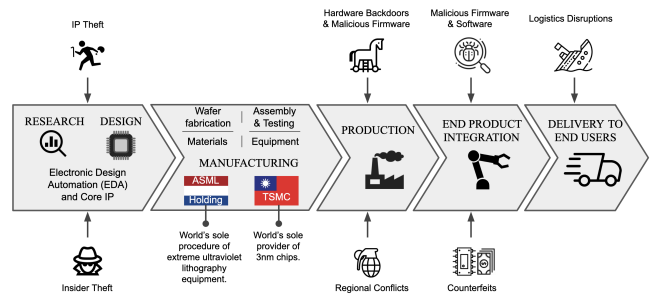 IP Theft
Hardware Backdoors
& Malicious Firmware
Malicious Firmware
& Software
Logistics Disruptions
RESEARCH
DESIGN
Electronic Design
Automation (EDA)
and Core IP
Wafer
fabrication
Assembly
& Testing
Materials
Equipment
MANUFACTURING
ASML
Holding
TSMC
PRODUCTION
END PRODUCT
INTEGRATION
DELIVERY TO
END USERS
World's sole
procedure of
extreme ultraviolet
lithography
equipment.
World's sole
provider of
3nm chips.
Insider Theft
Regional Conflicts
Counterfeits